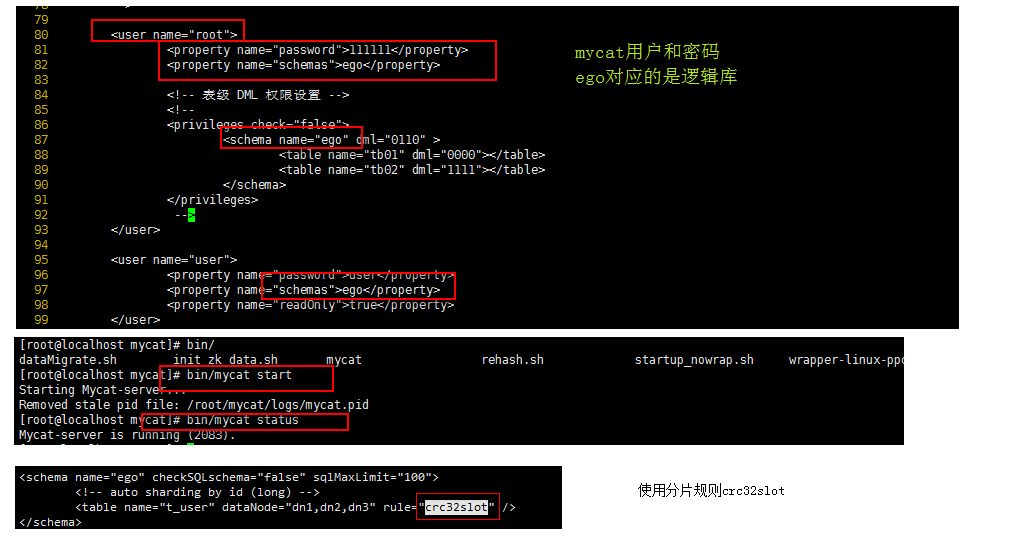 78
79
80 <user name="root">
81 <property name="password">111111</property>
82 <property name="schemas">ego</property>
83
84 <!-- 表级 DML 权限设置 -->
85 <!--
86 <privileges check="false">
87 <schema name="ego" dml="0110" >
88 <table name="tb01" dml="0000"></table>
89 <table name="tb02" dml="1111"></table>
90 </schema>
91 </privileges>
92 -->
93 </user>
94
95 <user name="user">
96 <property name="password">user</property>
97 <property name="schemas">ego</property>
98 <property name="readOnly">true</property>
99 </user>
mycat用户和密码
ego对应的是逻辑库
[root@localhost mycat]# bin/
dataMigrate.sh init_zk_data.sh mycat rehash.sh startup_nowrap.sh wrapper-linux-ppc
[root@localhost mycat]# bin/mycat start
Starting Mycat-server...
Removed stale pid file: /root/mycat/logs/mycat.pid
[root@localhost mycat]# bin/mycat status
Mycat-server is running (2083).
<schema name="ego" checkSQLschema="false" sqlMaxLimit="100">
<!-- auto sharding by id (long) -->
<table name="t_user" dataNode="dn1,dn2,dn3" rule="crc32slot" />
</schema>
使用分片规则crc32slot